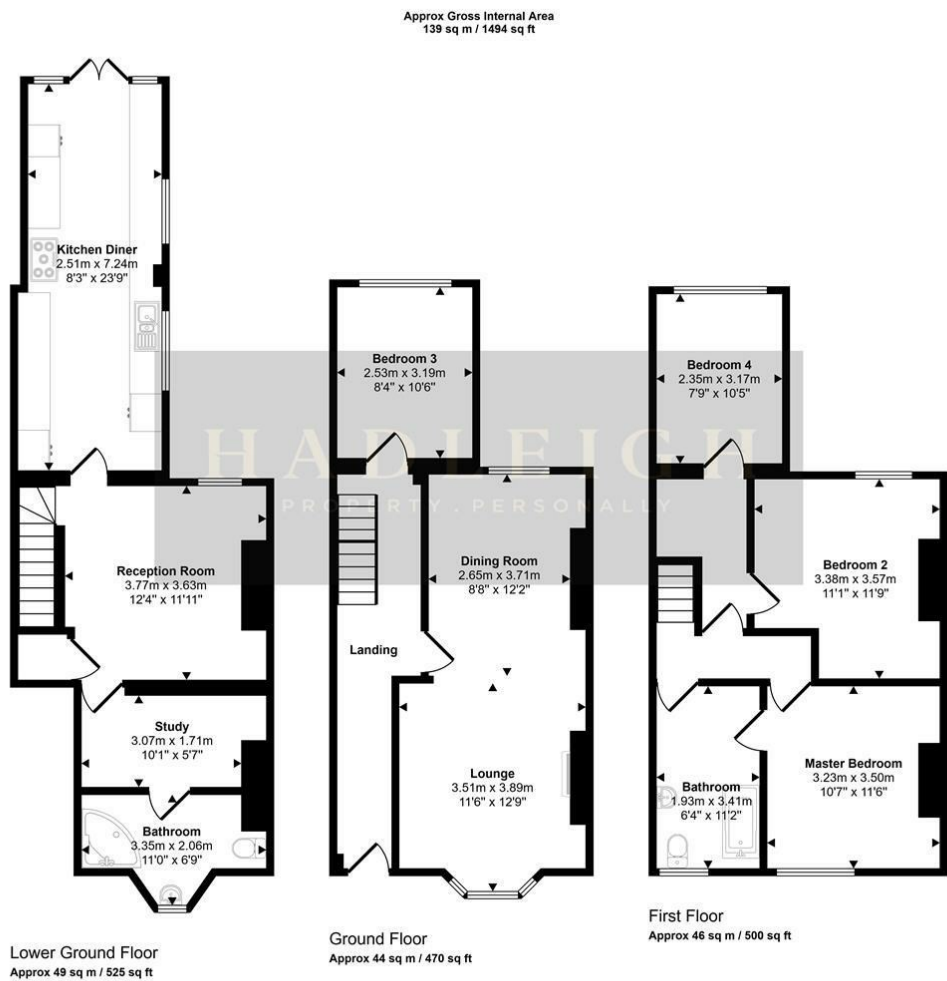 Approx Gross Internal Area
139 sq m / 1494 sq ft
Kitchen Diner
2.51m x 7.24m
8'3" x 23'9"
Reception Room
3.77m x 3.63m
12'4" x 11'11"
Study
3.07m x 1.71m
10'1" x 5'7"
Bathroom
3.35m x 2.06m
11'0" x 6'9"
Lower Ground Floor
Approx 49 sq m / 525 sq ft
Bedroom 3
2.53m x 3.19m
8'4" x 10'6"
Dining Room
2.65m x 3.71m
8'8" x 12'2"
Landing
Lounge
3.51m x 3.89m
11'6" x 12'9"
Ground Floor
Approx 44 sq m / 470 sq ft
Bedroom 4
2.35m x 3.17m
7'9" x 10'5"
Bedroom 2
3.38m x 3.57m
11'1" x 11'9"
Bathroom
1.93m x 3.41m
6'4" x 11'2"
Master Bedroom
3.23m x 3.50m
10'7" x 11'6"
First Floor
Approx 46 sq m / 500 sq ft
HADLEIGH
PROPERTY . PERSONALLY